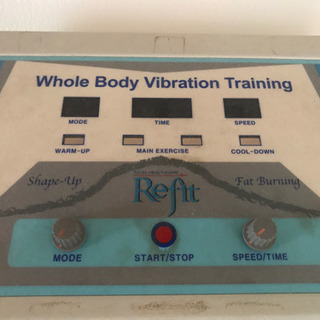 Whole Body Vibration Training
MODE TIME SPEED
WARM-UP MAIN EXERCISE COOL-DOWN
Shape-Up Refit Fat Burning
MODE START/STOP SPEED/TIME